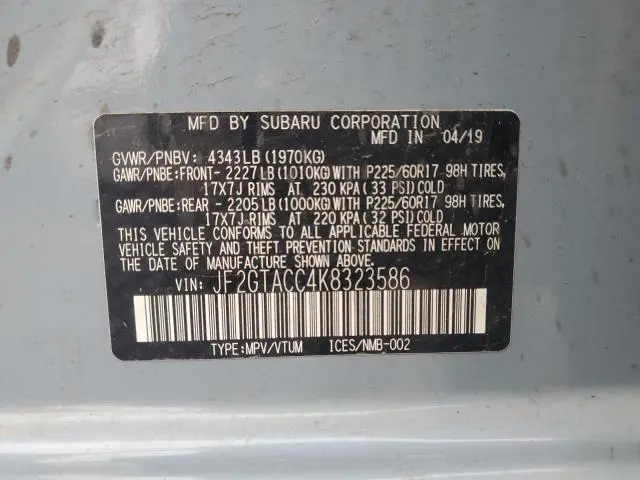 MFD BY SUBARU CORPORATION
MFD IN 04/19
GVWR/PNBV: 4343LB(1970KG)
GAWR/PNBE:FRONT-2227LB(1010KG)WITH P225/60R17 98H TIRES,
17X7J RIMS AT 230 KPA(33 PSI)COLD
GAWR/PNBE:REAR -2205LB(1000KG)WITH P225/60R17 98H TIRES,
17X7J RIMS AT 220 KPA(32 PSI)COLD
THIS VEHICLE CONFORMS TO ALL APPLICABLE FEDERAL MOTOR
VEHICLE SAFETY AND THEFT PREVENTION STANDARDS IN EFFECT ON
THE DATE OF MANUFACTURE SHOWN ABOVE.
VIN: JF2GTACC4K8323586
TYPE:MPV/VTUM ICES/NMB-002